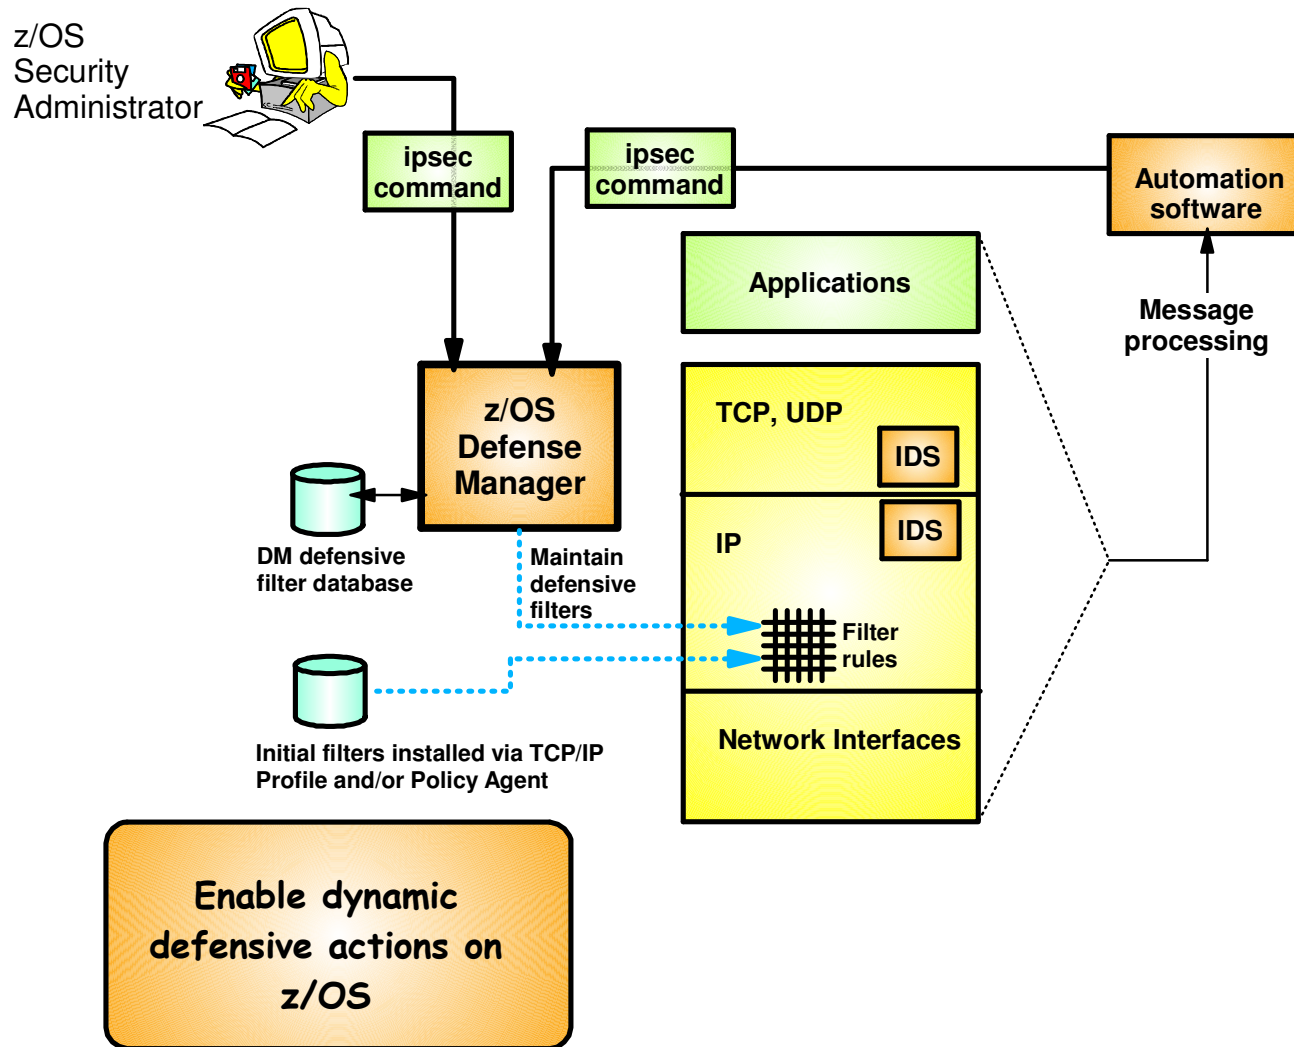 z/OS
Security
Administrator
ipsec
command
ipsec
command
Automation
software
Applications
Message
processing
z/OS
Defense
Manager
TCP, UDP
IDS
IDS
IP
DM defensive
filter database
Maintain
defensive
filters
Filter
rules
Initial filters installed via TCP/IP
Profile and/or Policy Agent
Network Interfaces
Enable dynamic
defensive actions on
z/OS